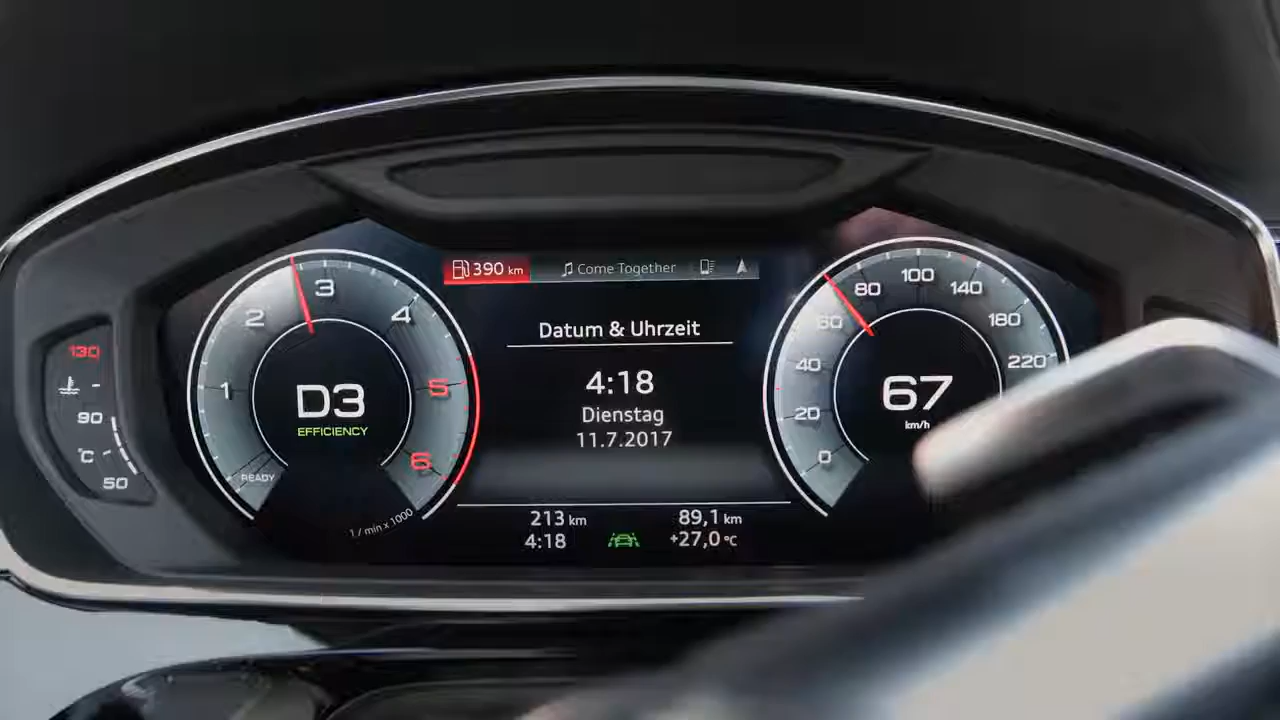 390 km
Come Together
130
90
°C
50
1
2
3
4
5
6
READY
1 / min x 1000
D3
EFFICIENCY
Datum & Uhrzeit
4:18
Dienstag
11.7.2017
213 km
89,1 km
4:18
+27,0 °C
0
20
40
60
80
100
140
180
220
67
km/h